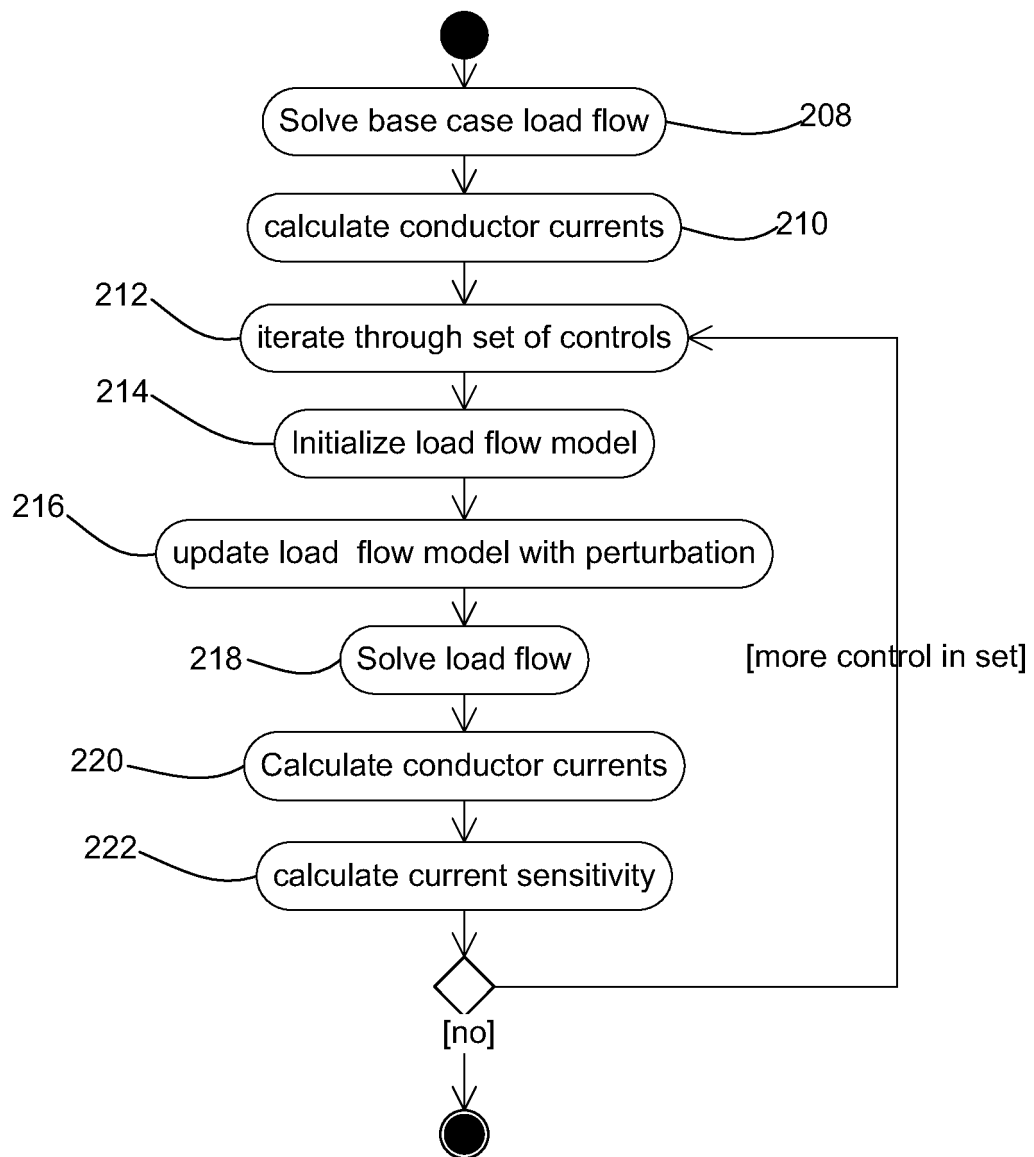 Solve base case load flow
208
calculate conductor currents
210
212
iterate through set of controls
214
Initialize load flow model
216
update load  flow model with perturbation
218
Solve load flow
[more control in set]
220
Calculate conductor currents
222
calculate current sensitivity
[no]